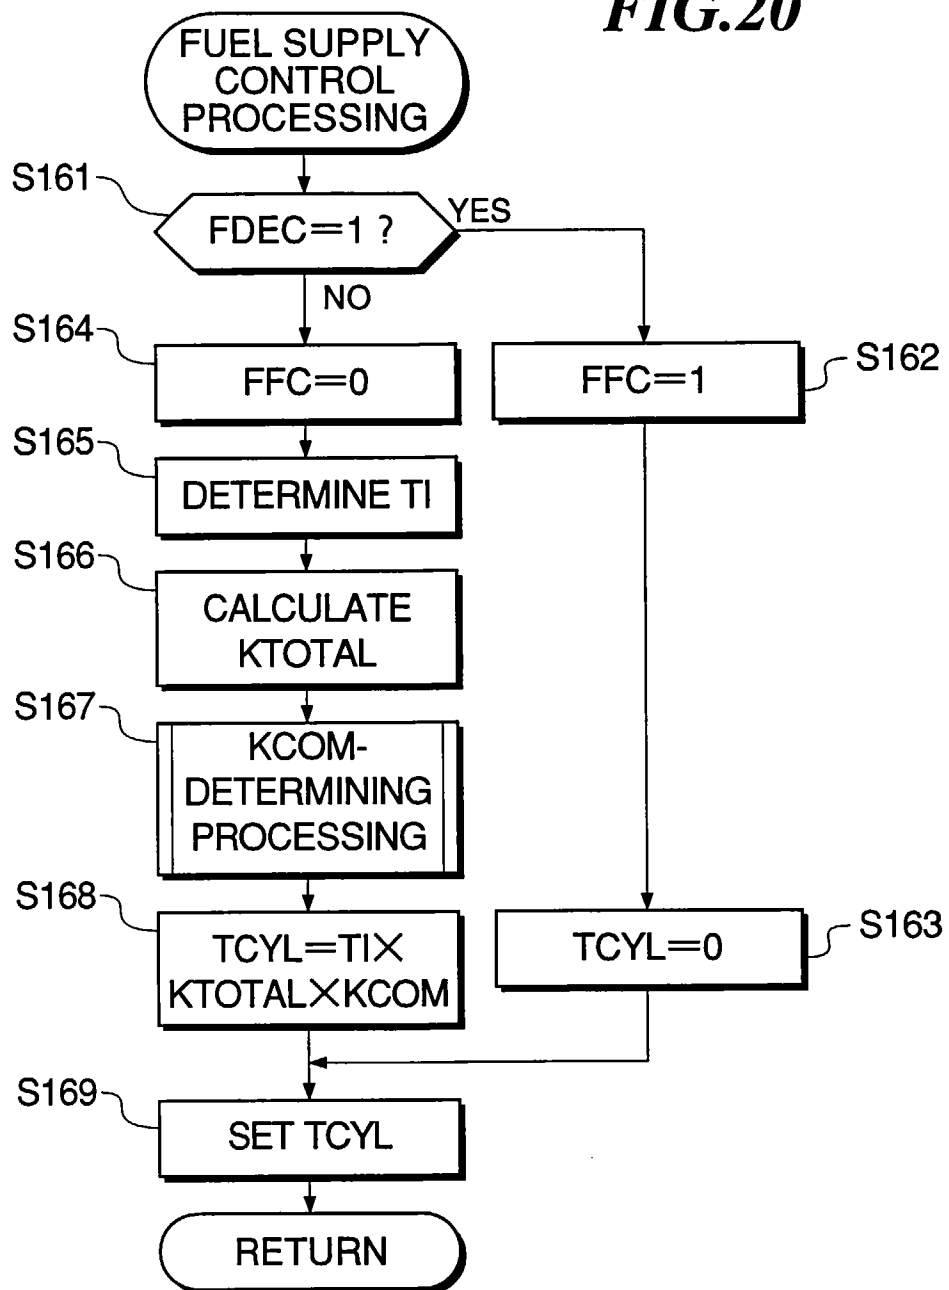 FIG.20
FUEL SUPPLY
CONTROL
PROCESSING
S161
FDEC=1 ?
YES
NO
S164
FFC=0
FFC=1
S162
S165
DETERMINE TI
S166
CALCULATE
KTOTAL
S167
KCOM-
DETERMINING
PROCESSING
S168
TCYL=TI×
KTOTAL×KCOM
TCYL=0
S163
S169
SET TCYL
RETURN